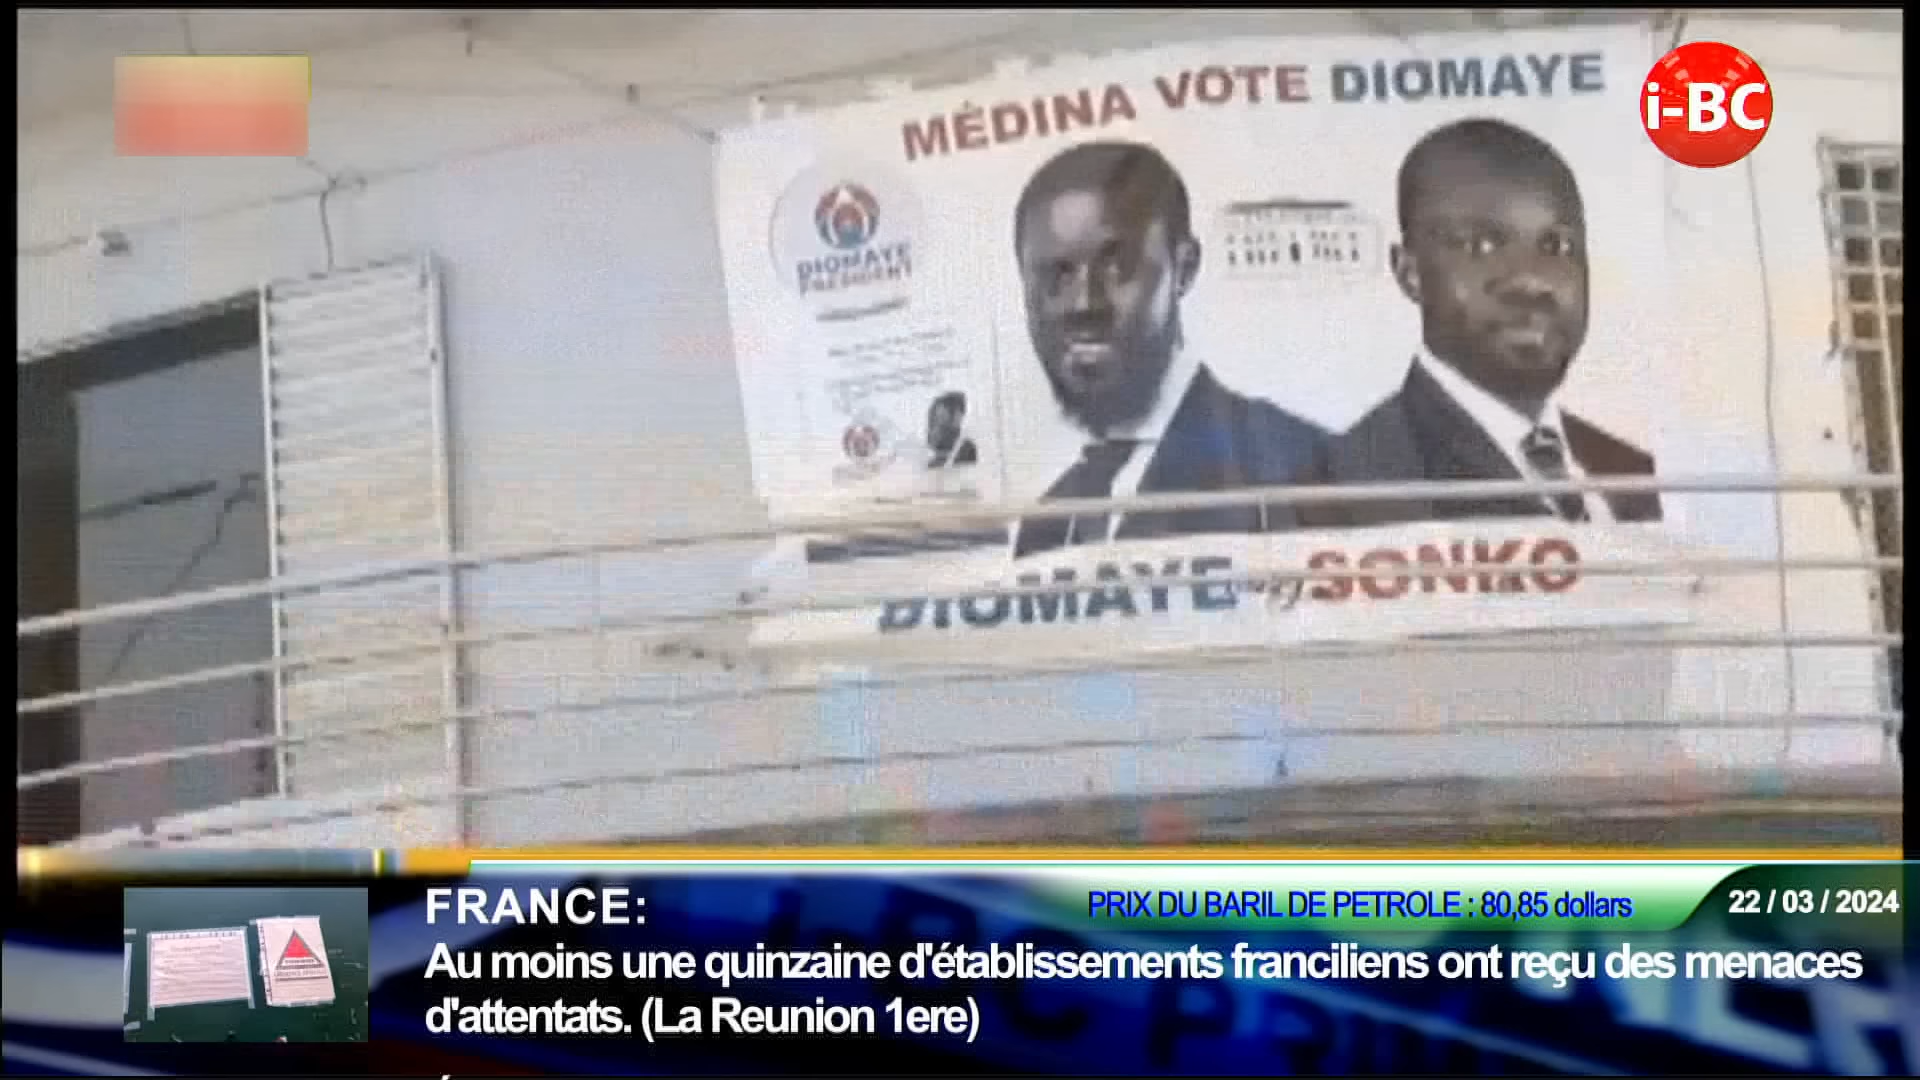 MÉDINA VOTE DIOMAYE
i-BC
DIOMAYE
PRESIDENT
DIOMAYE SONKO
FRANCE:
PRIX DU BARIL DE PETROLE : 80,85 dollars
22 / 03 / 2024
Au moins une quinzaine d'établissements franciliens ont reçu des menaces
d'attentats. (La Reunion 1ere)